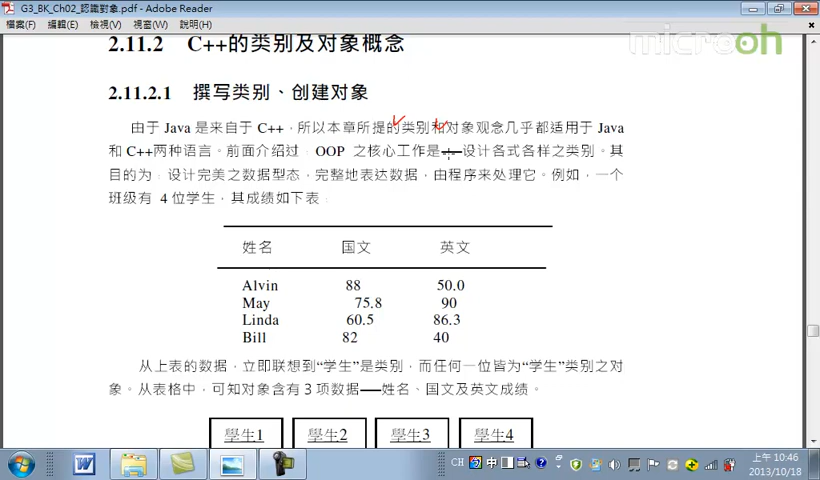 G3_BK_Ch02_認識對象.pdf - Adobe Reader
檔案(F) 編輯(E) 檢視(V) 視窗(W) 說明(H)
microoh
2.11.2 C++的类别及对象概念
2.11.2.1 撰写类别、创建对象
由于 Java 是来自于 C++，所以本章所提的类别和对象观念几乎都适用于 Java
和 C++两种语言。前面介绍过﹕OOP 之核心工作是──设计各式各样之类别。其
目的为﹕设计完美之数据型态，完整地表达数据，由程序来处理它。例如，一个
班级有 4 位学生，其成绩如下表﹕
姓名 国文 英文
Alvin 88 50.0
May 75.8 90
Linda 60.5 86.3
Bill 82 40
从上表的数据，立即联想到“学生”是类别，而任何一位皆为“学生”类别之对
象。从表格中，可知对象含有 3 项数据──姓名、国文及英文成绩。
學生1 學生2 學生3 學生4
CH 中
上午 10:46
2013/10/18